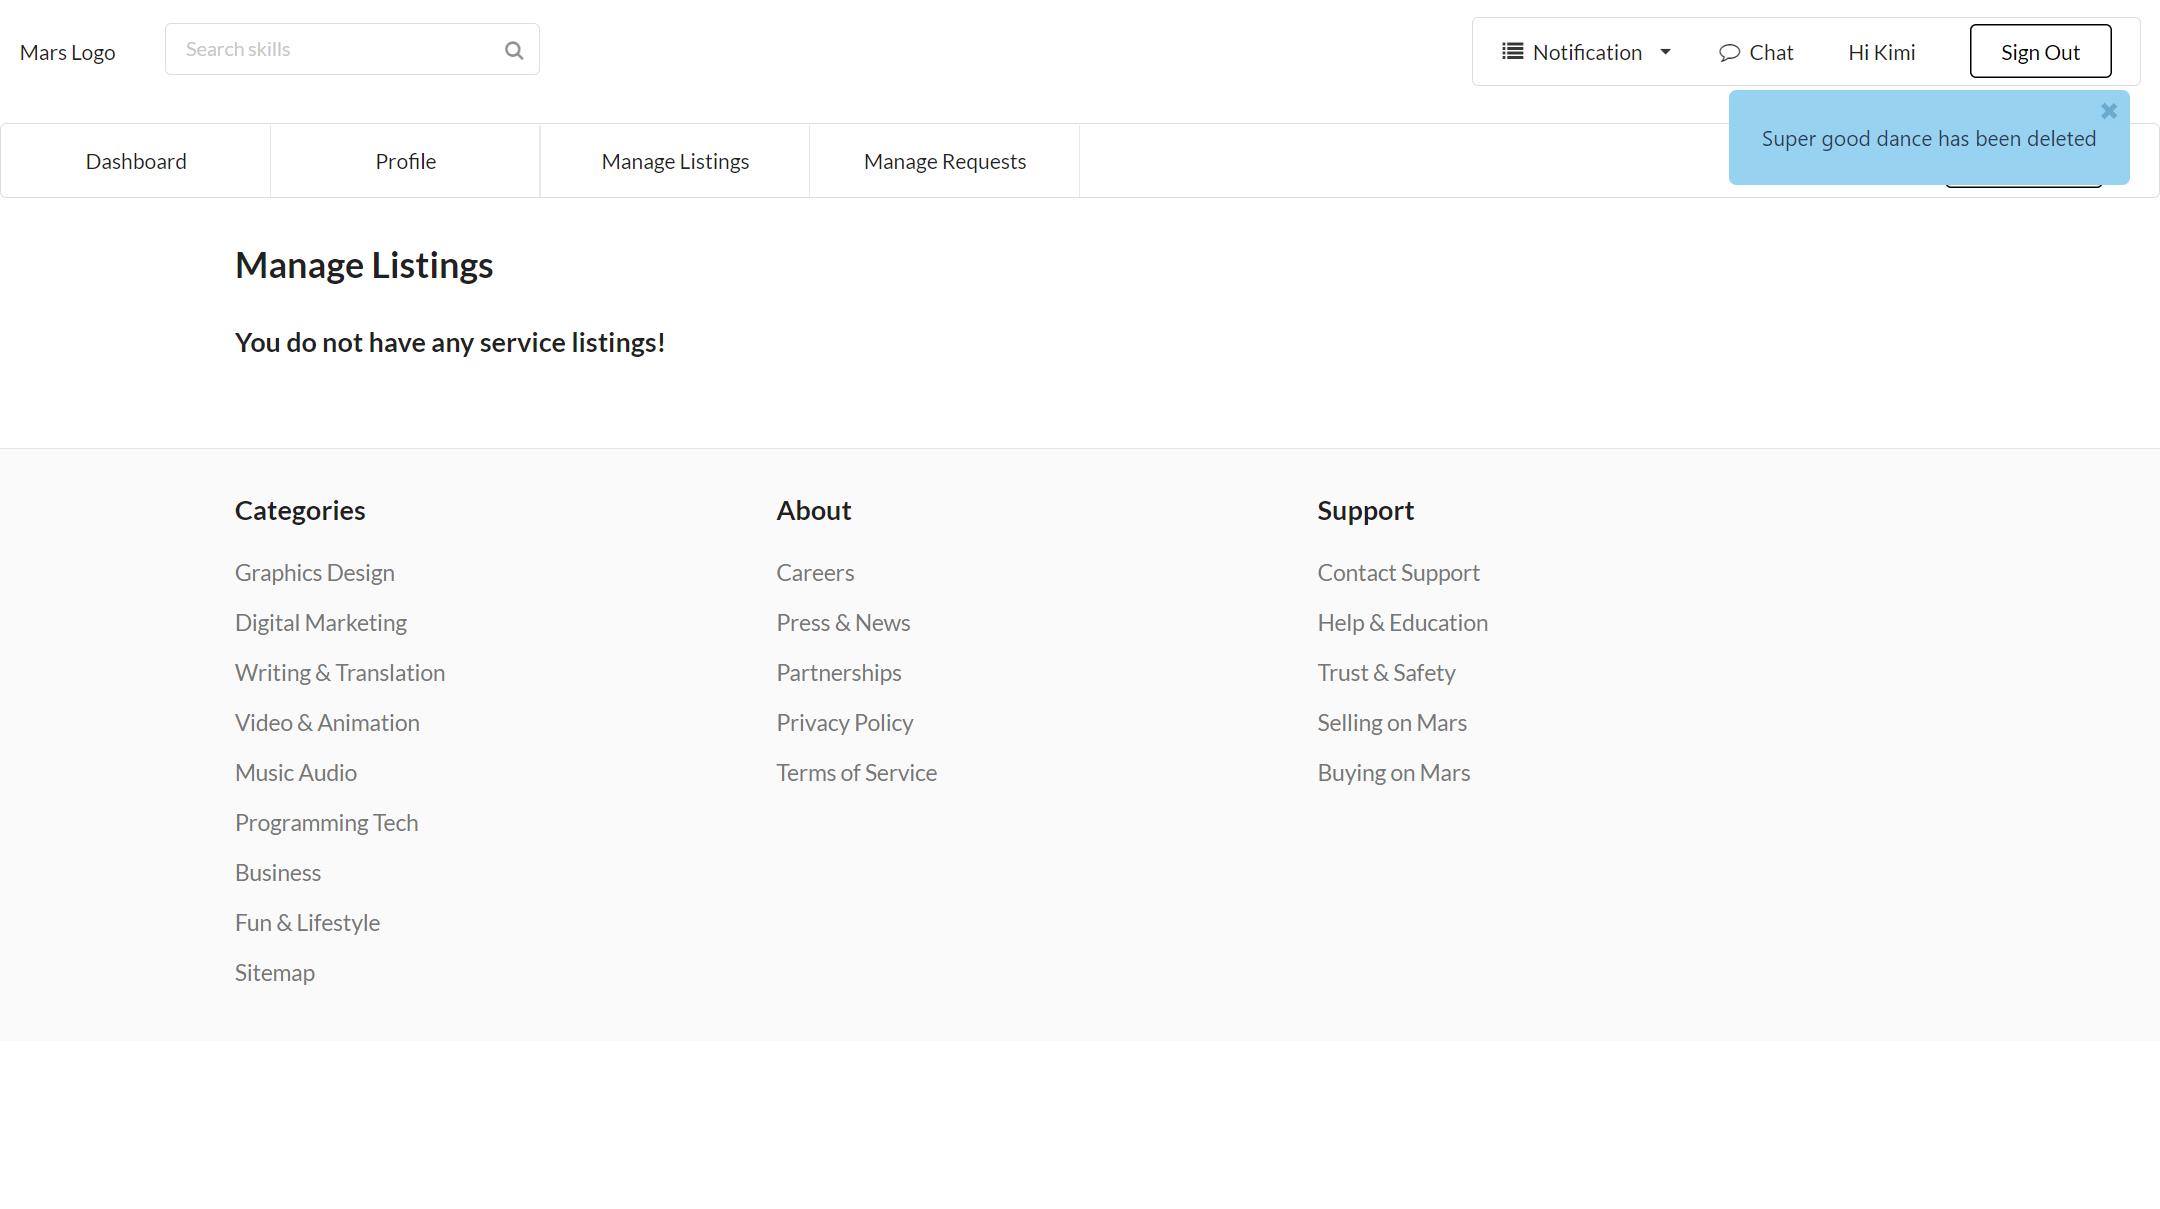 Mars Logo
Search skills
Notification
Chat
Hi Kimi
Sign Out
Super good dance has been deleted
Dashboard
Profile
Manage Listings
Manage Requests
Manage Listings
You do not have any service listings!
Categories
Graphics Design
Digital Marketing
Writing & Translation
Video & Animation
Music Audio
Programming Tech
Business
Fun & Lifestyle
Sitemap
About
Careers
Press & News
Partnerships
Privacy Policy
Terms of Service
Support
Contact Support
Help & Education
Trust & Safety
Selling on Mars
Buying on Mars